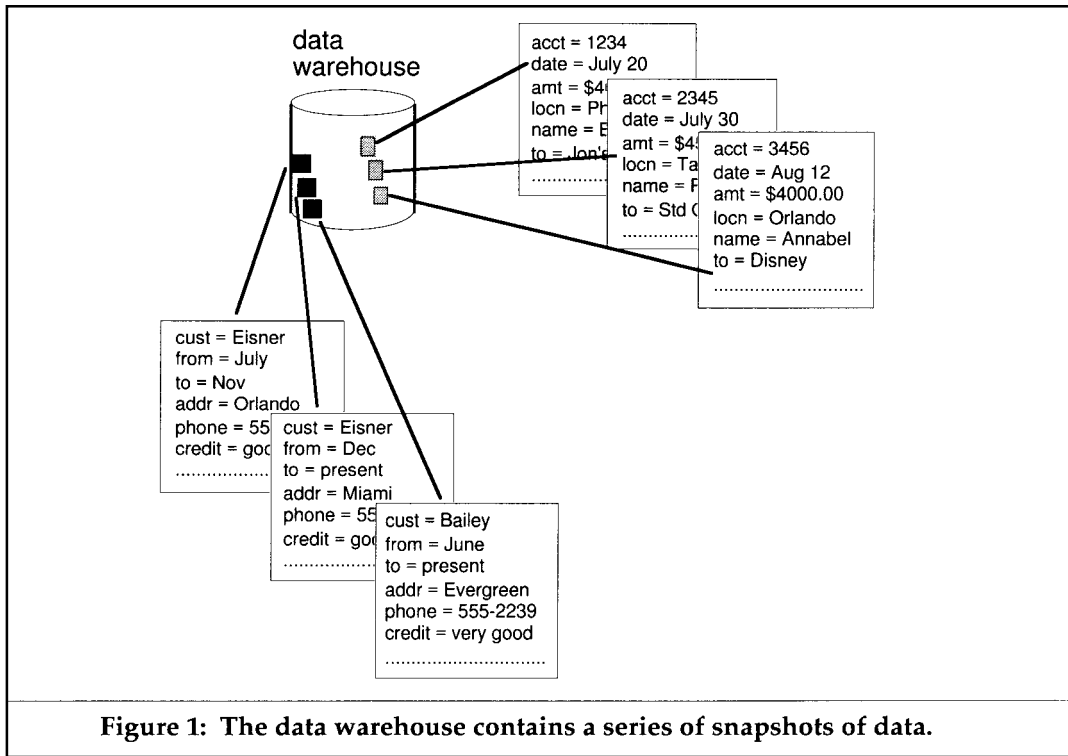 data
warehouse
acct = 1234
date = July 20
amt = $4
locn = Ph
name = E
to = Jon's
acct = 2345
date = July 30
amt = $45
locn = Ta
name =
to = Std
acct = 3456
date = Aug 12
amt = $4000.00
locn = Orlando
name = Annabel
to = Disney
..............................
cust = Eisner
from = July
to = Nov
addr = Orlando
phone = 55
credit = goo
cust = Eisner
from = Dec
to = present
addr = Miami
phone = 55
credit = goo
cust = Bailey
from = June
to = present
addr = Evergreen
phone = 555-2239
credit = very good
................................
Figure 1: The data warehouse contains a series of snapshots of data.